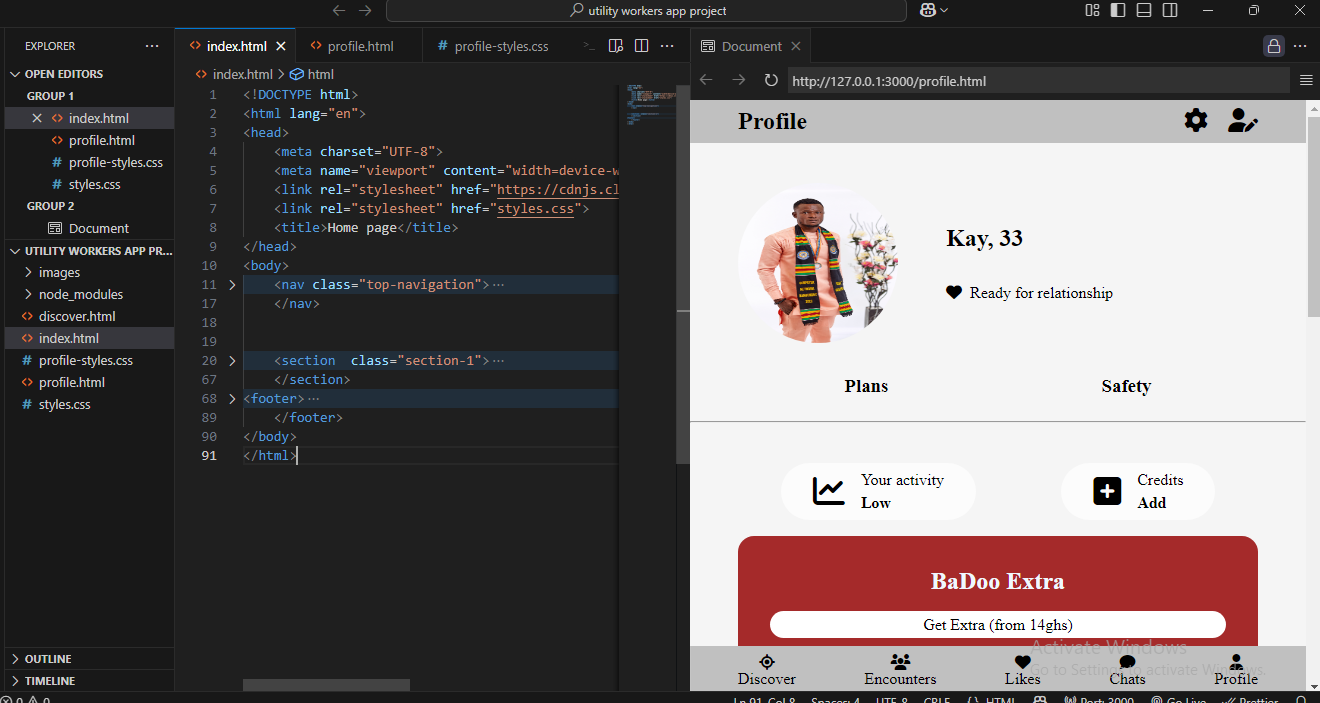 utility workers app project
EXPLORER
OPEN EDITORS
GROUP 1
index.html
profile.html
profile-styles.css
styles.css
GROUP 2
Document
UTILITY WORKERS APP PR...
images
node_modules
discover.html
index.html
profile-styles.css
profile.html
styles.css
OUTLINE
TIMELINE
index.html
profile.html
profile-styles.css
index.html > html
1 <!DOCTYPE html>
2 <html lang="en">
3 <head>
4 <meta charset="UTF-8">
5 <meta name="viewport" content="width=device-w
6 <link rel="stylesheet" href="https://cdnjs.cl
7 <link rel="stylesheet" href="styles.css">
8 <title>Home page</title>
9 </head>
10 <body>
11 <nav class="top-navigation">···
17 </nav>
18
19
20 <section class="section-1">···
67 </section>
68 <footer>···
89 </footer>
90 </body>
91 </html>
Document
http://127.0.0.1:3000/profile.html
Profile
Kay, 33
Ready for relationship
Plans Safety
Your activity
Low
Credits
Add
BaDoo Extra
Get Extra (from 14ghs)
Activate Windows
Go to Settings to activate Windows.
Discover Encounters Likes Chats Profile
0 0 Ln 91, Col 8 Spaces: 4 UTF-8 CRLF {} HTML Port: 3000 Go Live Prettier